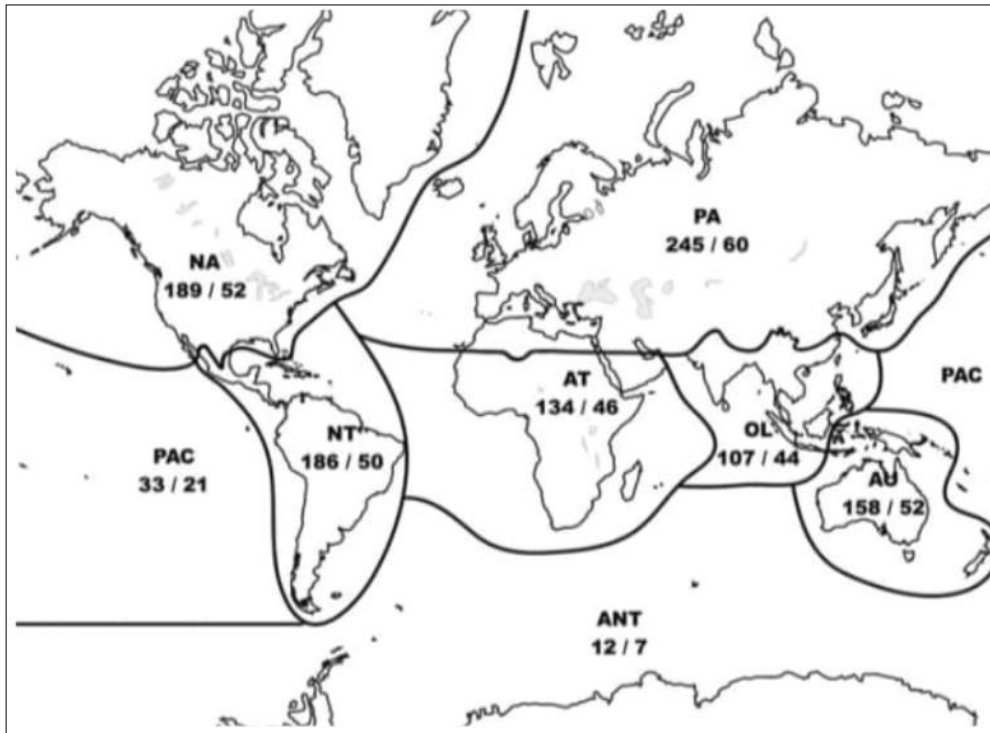 PA
245 / 60
NA
189 / 52
PAC
AT
134 / 46
OL
107 / 44
NT
186 / 50
PAC
33 / 21
AU
158 / 52
ANT
12 / 7